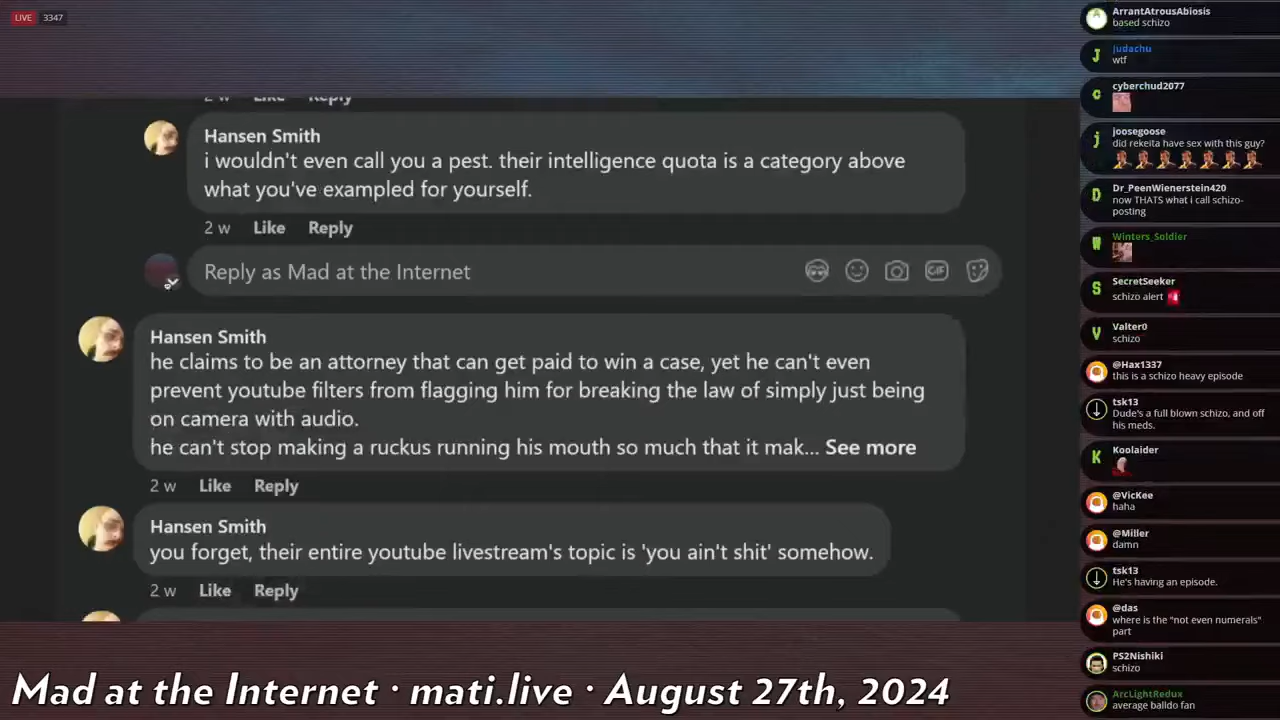 LIVE 3347
2 w Like Reply
Hansen Smith
i wouldn't even call you a pest. their intelligence quota is a category above
what you've exampled for yourself.
2 w Like Reply
Reply as Mad at the Internet
GIF
Hansen Smith
he claims to be an attorney that can get paid to win a case, yet he can't even
prevent youtube filters from flagging him for breaking the law of simply just being
on camera with audio.
he can't stop making a ruckus running his mouth so much that it mak... See more
2 w Like Reply
Hansen Smith
you forget, their entire youtube livestream's topic is 'you ain't shit' somehow.
2 w Like Reply
Mad at the Internet · mati.live · August 27th, 2024
ArrantAtrousAbiosis
based schizo
J
Judachu
wtf
c
cyberchud2077
j
joosegoose
did rekeita have sex with this guy?
D
Dr_PeenWienerstein420
now THATS what i call schizo-
posting
W
Winters_Soldier
S
SecretSeeker
schizo alert
V
Valter0
schizo
@Hax1337
this is a schizo heavy episode
tsk13
Dude's a full blown schizo, and off
his meds.
K
Koolaider
@VicKee
haha
@Miller
damn
tsk13
He's having an episode.
@das
where is the "not even numerals"
part
PS2Nishiki
schizo
ArcLightRedux
average balldo fan